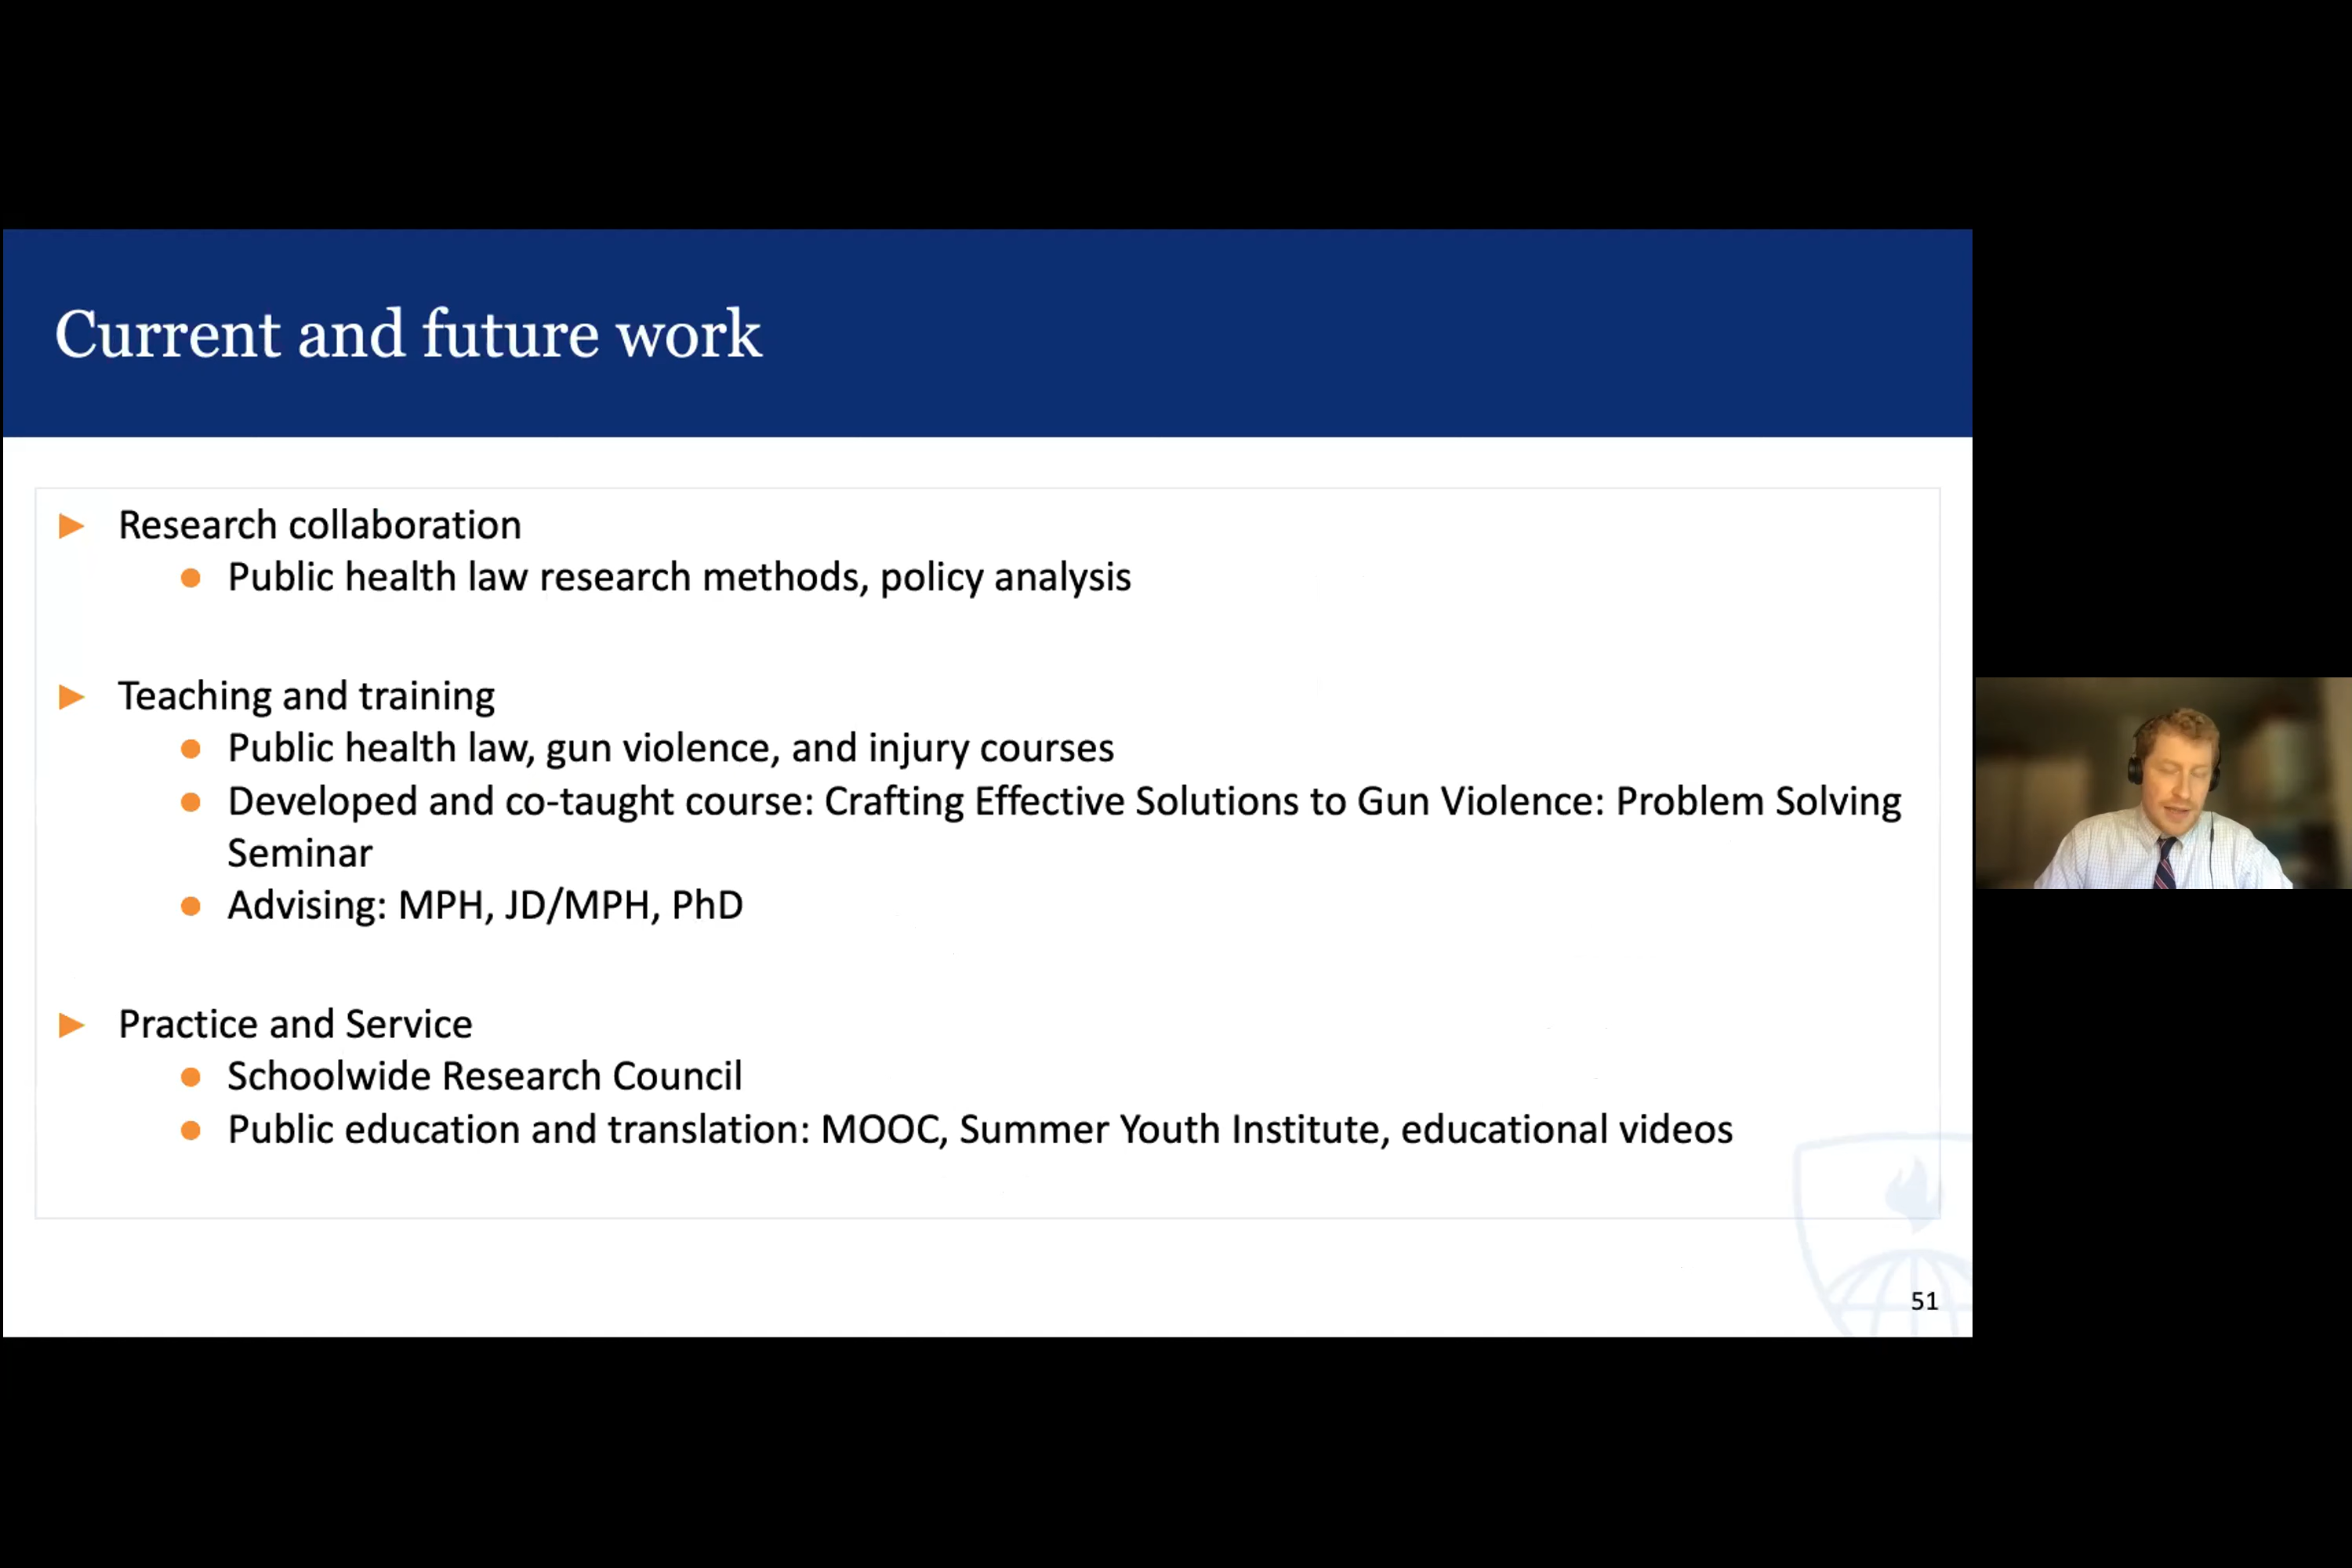 Current and future work
Research collaboration
Public health law research methods, policy analysis
Teaching and training
Public health law, gun violence, and injury courses
Developed and co-taught course: Crafting Effective Solutions to Gun Violence: Problem Solving
Seminar
Advising: MPH, JD/MPH, PhD
Practice and Service
Schoolwide Research Council
Public education and translation: MOOC, Summer Youth Institute, educational videos
51